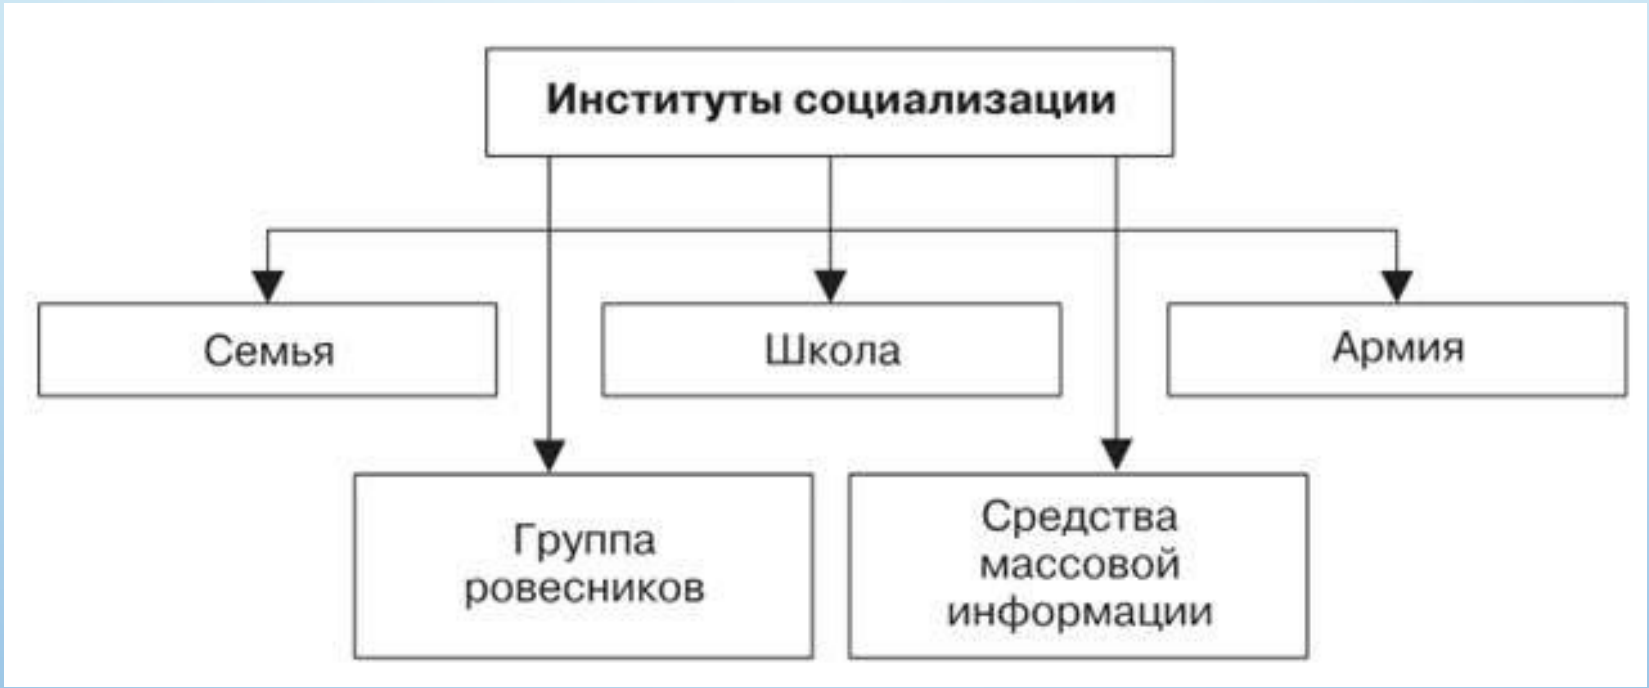 Институты социализации
Семья
Школа
Армия
Группа
ровесников
Средства
массовой
информации